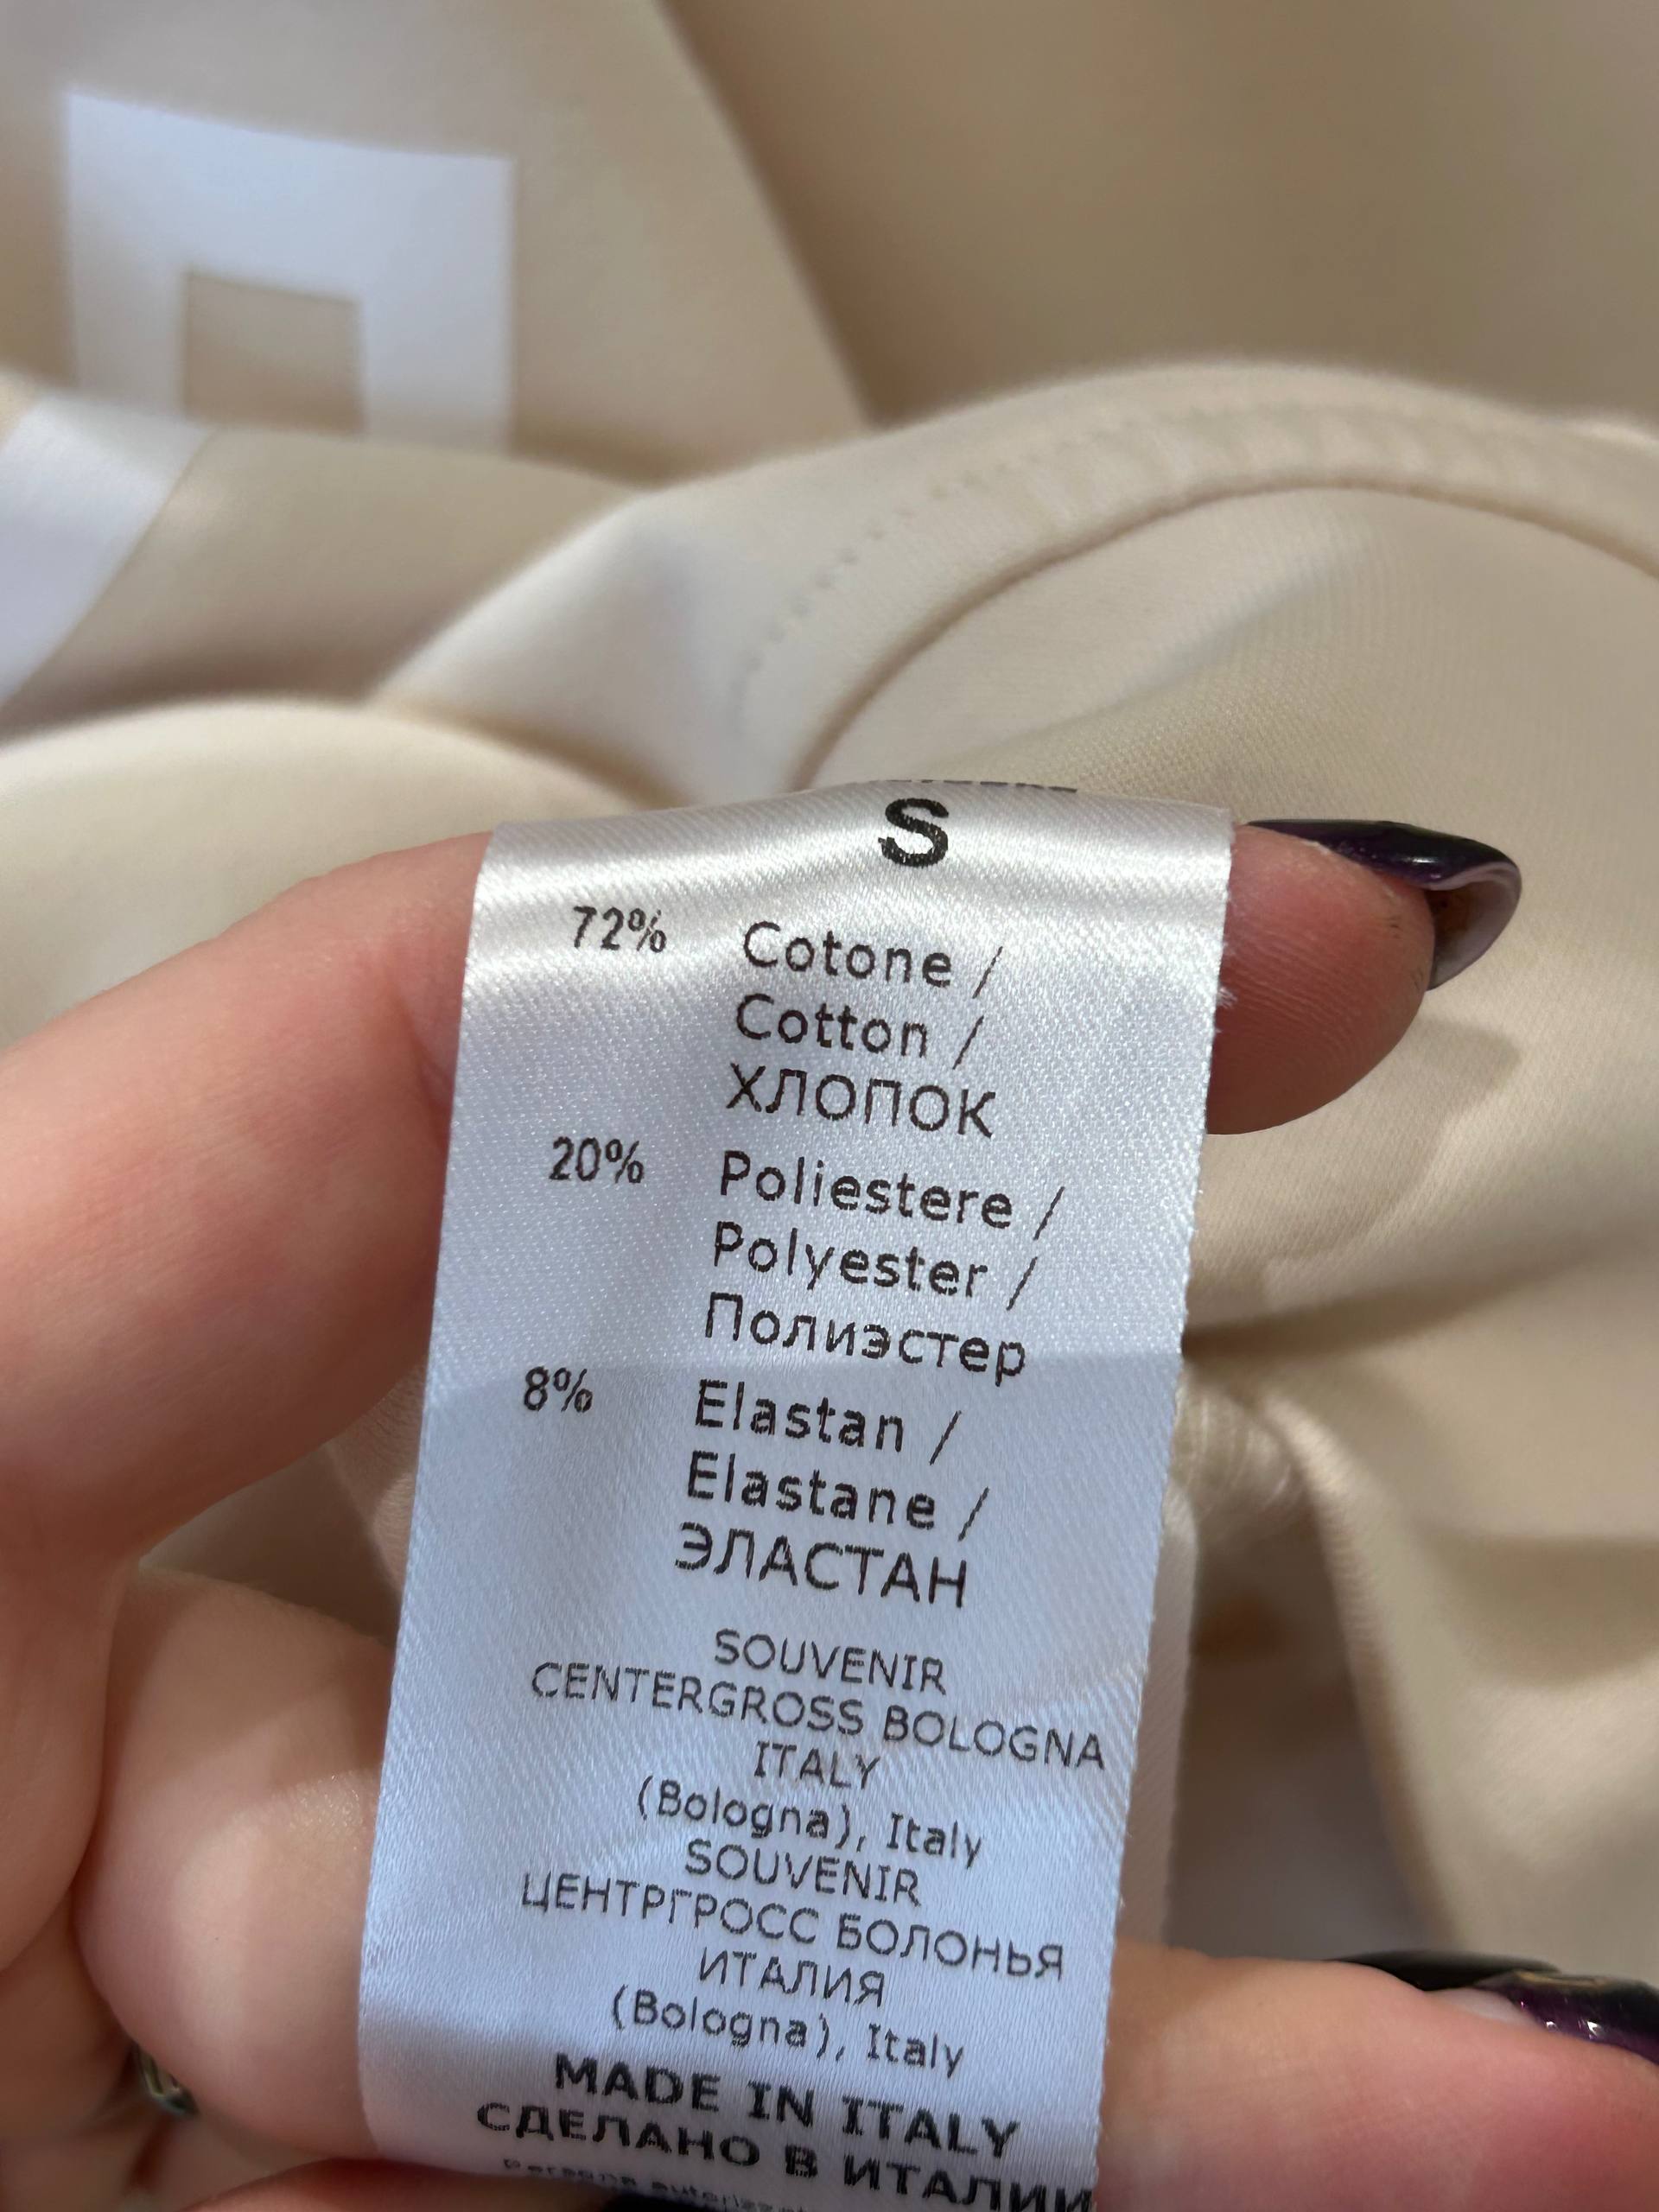 S
72% Cotone /
Cotton /
ХЛОПОК
20% Poliestere /
Polyester /
Полиэстер
8% Elastan /
Elastane /
ЭЛАСТАН
SOUVENIR
CENTERGROSS BOLOGNA
ITALY
(Bologna), Italy
SOUVENIR
ЦЕНТРГРОСС БОЛОНЬЯ
ИТАЛИЯ
(Bologna), Italy
MADE IN ITALY
СДЕЛАНО В ИТАЛИИ